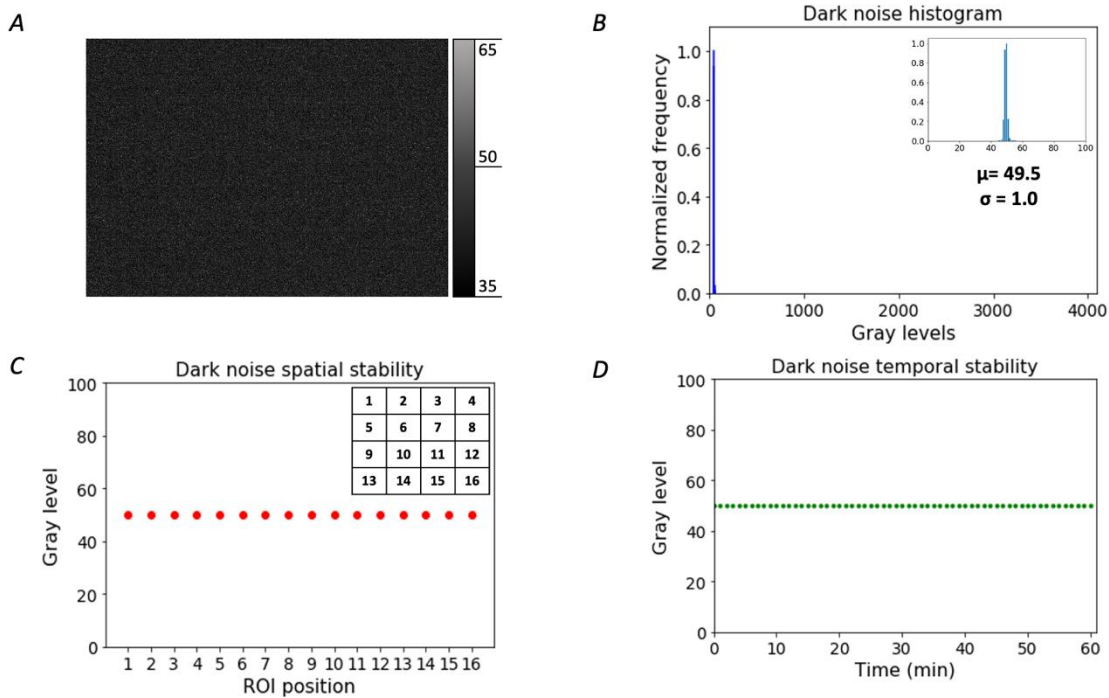 A
65
50
35
B
Dark noise histogram
Normalized frequency
1.0
0.8
0.6
0.4
0.2
0.0
0 1000 2000 3000 4000
Gray levels
1.0
0.8
0.6
0.4
0.2
0.0
0 20 40 60 80 100
μ= 49.5
σ = 1.0
C
Dark noise spatial stability
Gray level
100
80
60
40
20
0
1 2 3 4 5 6 7 8 9 10 11 12 13 14 15 16
ROI position
1 2 3 4
5 6 7 8
9 10 11 12
13 14 15 16
D
Dark noise temporal stability
Gray level
100
80
60
40
20
0
0 10 20 30 40 50 60
Time (min)